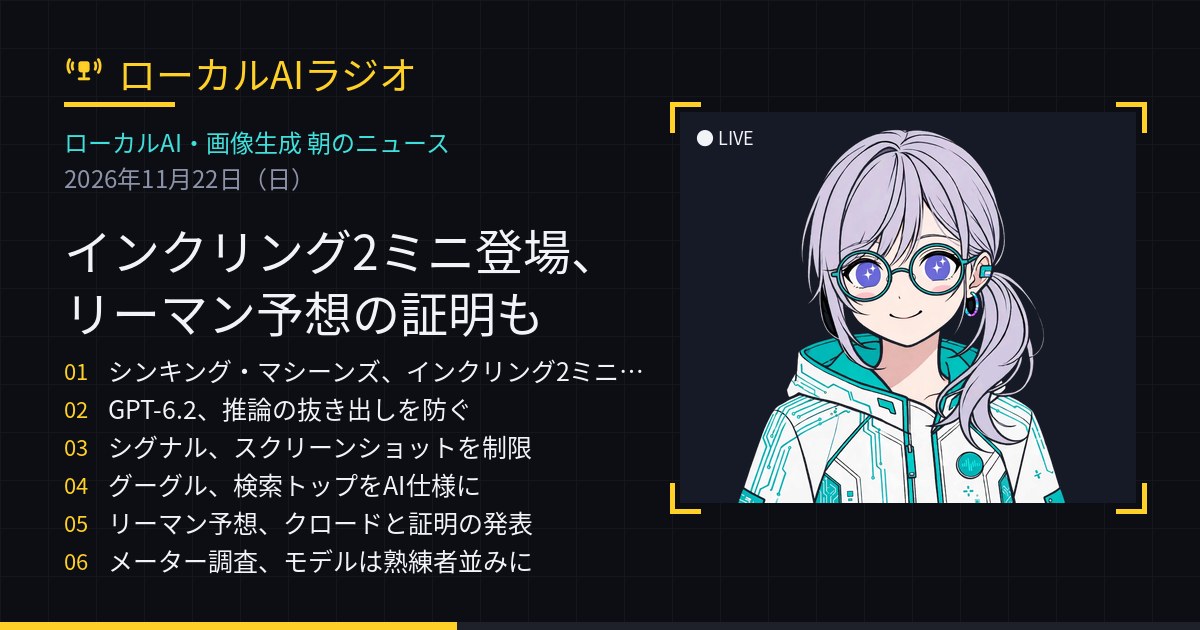 ローカルAIラジオ
ローカルAI・画像生成 朝のニュース
2026年11月22日（日）
インクリング2ミニ登場、
リーマン予想の証明も
01 シンキング・マシーンズ、インクリング2ミニ…
02 GPT-6.2、推論の抜き出しを防ぐ
03 シグナル、スクリーンショットを制限
04 グーグル、検索トップをAI仕様に
05 リーマン予想、クロードと証明の発表
06 メーター調査、モデルは熟練者並みに
LIVE